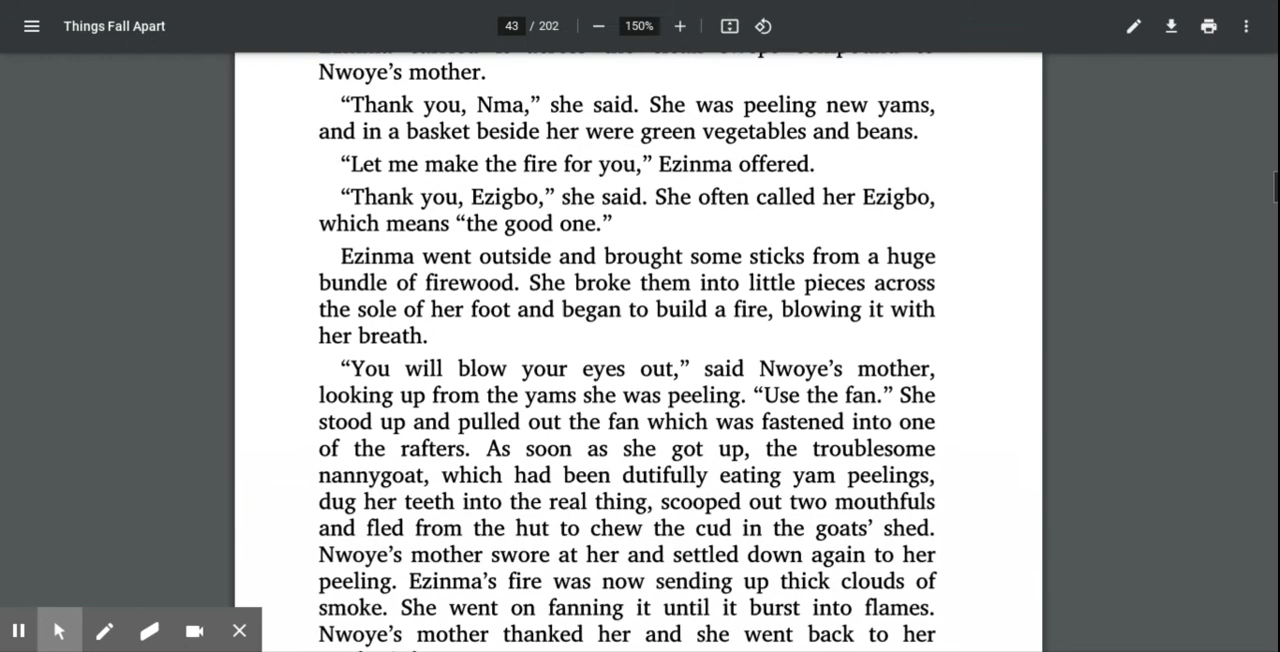 Things Fall Apart
43 / 202
150%
Nwoye’s mother.
“Thank you, Nma,” she said. She was peeling new yams,
and in a basket beside her were green vegetables and beans.
“Let me make the fire for you,” Ezinma offered.
“Thank you, Ezigbo,” she said. She often called her Ezigbo,
which means “the good one.”
Ezinma went outside and brought some sticks from a huge
bundle of firewood. She broke them into little pieces across
the sole of her foot and began to build a fire, blowing it with
her breath.
“You will blow your eyes out,” said Nwoye’s mother,
looking up from the yams she was peeling. “Use the fan.” She
stood up and pulled out the fan which was fastened into one
of the rafters. As soon as she got up, the troublesome
nannygoat, which had been dutifully eating yam peelings,
dug her teeth into the real thing, scooped out two mouthfuls
and fled from the hut to chew the cud in the goats’ shed.
Nwoye’s mother swore at her and settled down again to her
peeling. Ezinma’s fire was now sending up thick clouds of
smoke. She went on fanning it until it burst into flames.
Nwoye’s mother thanked her and she went back to her